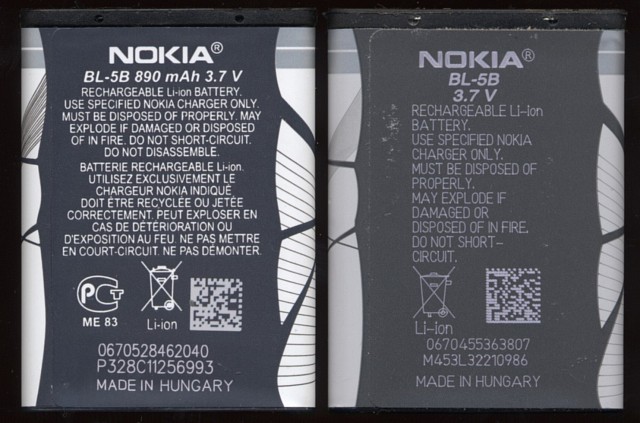 NOKIA®
BL-5B 890 mAh 3.7 V
RECHARGEABLE Li-ion BATTERY.
USE SPECIFIED NOKIA CHARGER ONLY.
MUST BE DISPOSED OF PROPERLY. MAY
EXPLODE IF DAMAGED OR DISPOSED
OF IN FIRE. DO NOT SHORT-CIRCUIT.
DO NOT DISASSEMBLE.
BATTERIE RECHARGEABLE Li-ion.
UTILISEZ EXCLUSIVEMENT LE
CHARGEUR NOKIA INDIQUÉ.
DOIT ÊTRE RECYCLÉE OU JETÉE
CORRECTEMENT. PEUT EXPLOSER EN
CAS DE DÉTÉRIORATION OU
D'EXPOSITION AU FEU. NE PAS METTRE
EN COURT-CIRCUIT. NE PAS DÉMONTER.
PCT
ME 83
Li-ion
0670528462040
P328C11256993
MADE IN HUNGARY
NOKIA®
BL-5B
3.7 V
RECHARGEABLE Li-Ion
BATTERY.
USE SPECIFIED NOKIA
CHARGER ONLY.
MUST BE DISPOSED OF
PROPERLY.
MAY EXPLODE IF
DAMAGED OR
DISPOSED OF IN FIRE.
DO NOT SHORT-
CIRCUIT.
Li-ion
0670455363807
M453L32210986
MADE IN HUNGARY